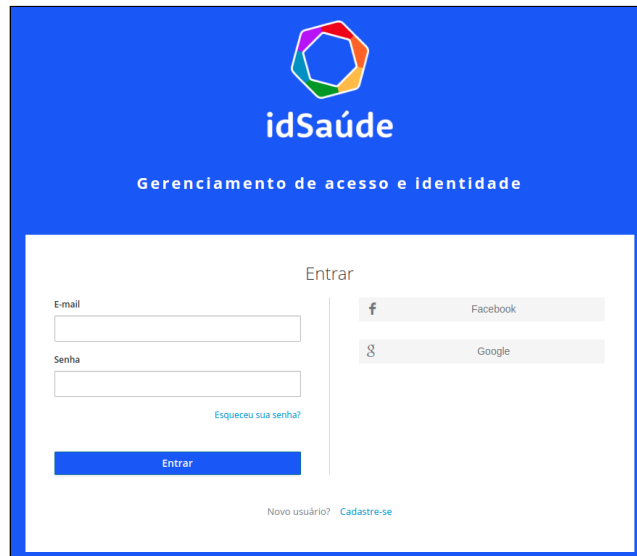 idSaúde
Gerenciamento de acesso e identidade
Entrar
E-mail
Senha
Esqueceu sua senha?
Entrar
Facebook
Google
Novo usuário? Cadastre-se